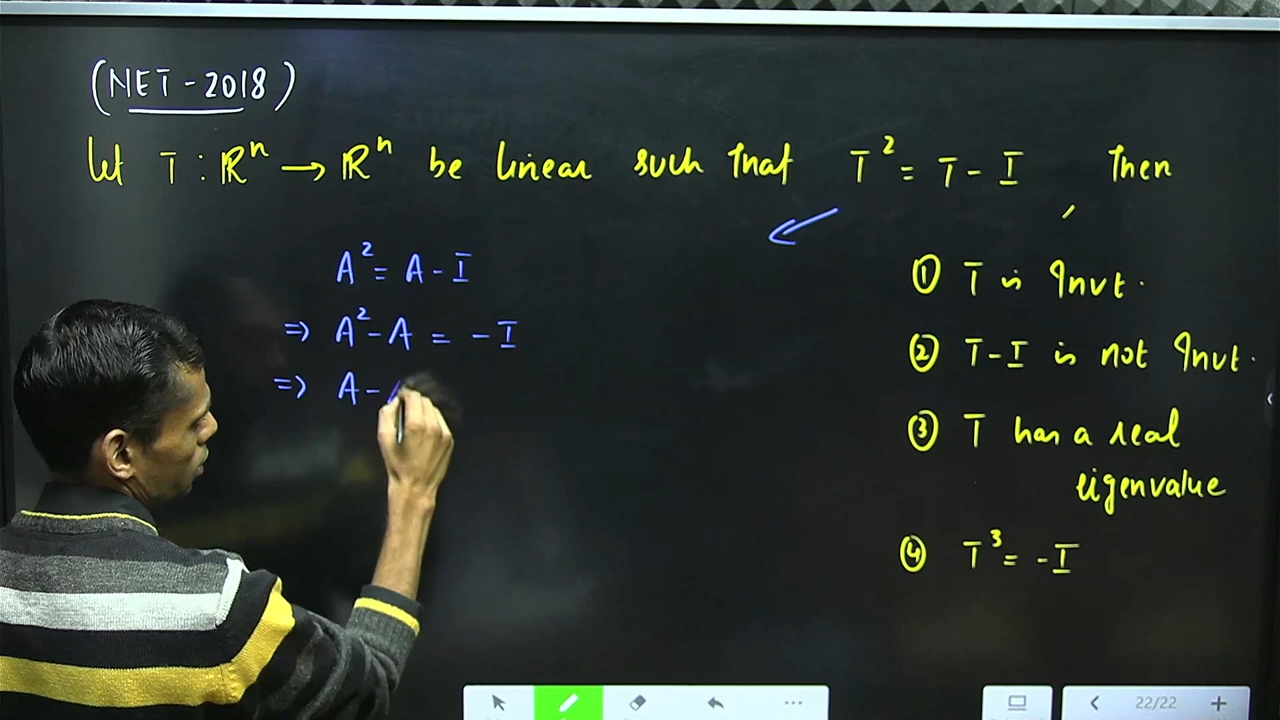 (NET-2018)
Let T : ℝⁿ → ℝⁿ be linear such that T² = T - I Then
A² = A - I
⇒ A² - A = - I
⇒ A -
① T is Invt.
② T - I is not Invt.
③ T has a real
eigenvalue
④ T³ = - I
22/22